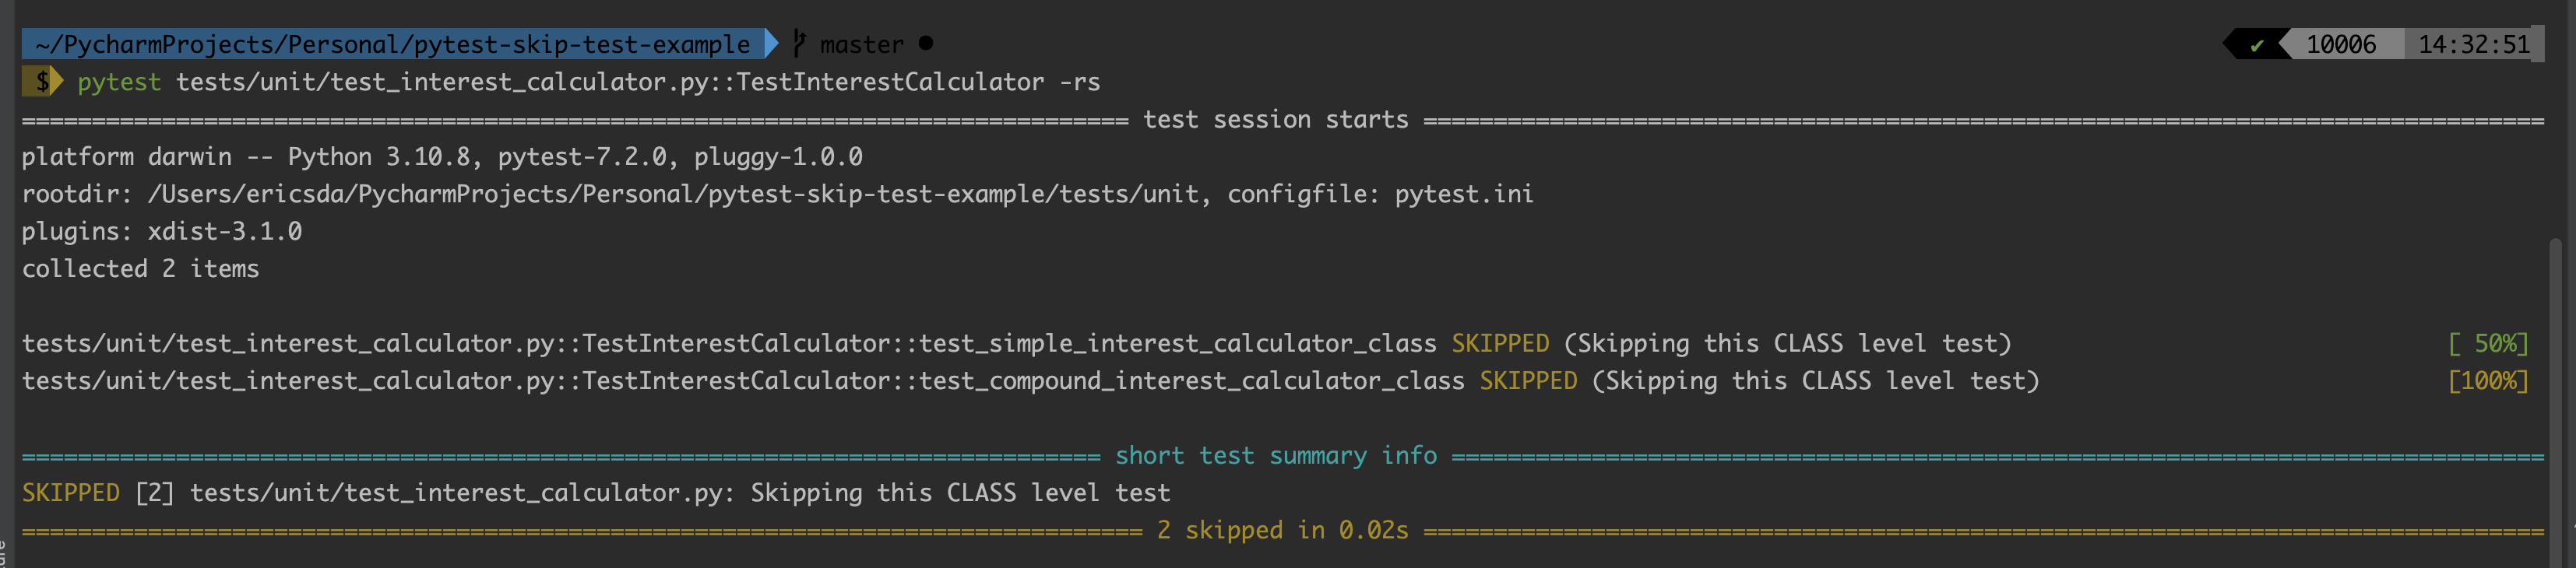 ~/PycharmProjects/Personal/pytest-skip-test-example master ● ✔ 10006 14:32:51
$ pytest tests/unit/test_interest_calculator.py::TestInterestCalculator -rs
============================== test session starts ==============================
platform darwin -- Python 3.10.8, pytest-7.2.0, pluggy-1.0.0
rootdir: /Users/ericsda/PycharmProjects/Personal/pytest-skip-test-example/tests/unit, configfile: pytest.ini
plugins: xdist-3.1.0
collected 2 items
tests/unit/test_interest_calculator.py::TestInterestCalculator::test_simple_interest_calculator_class SKIPPED (Skipping this CLASS level test) [ 50%]
tests/unit/test_interest_calculator.py::TestInterestCalculator::test_compound_interest_calculator_class SKIPPED (Skipping this CLASS level test) [100%]
============================== short test summary info ==============================
SKIPPED [2] tests/unit/test_interest_calculator.py: Skipping this CLASS level test
============================== 2 skipped in 0.02s ==============================